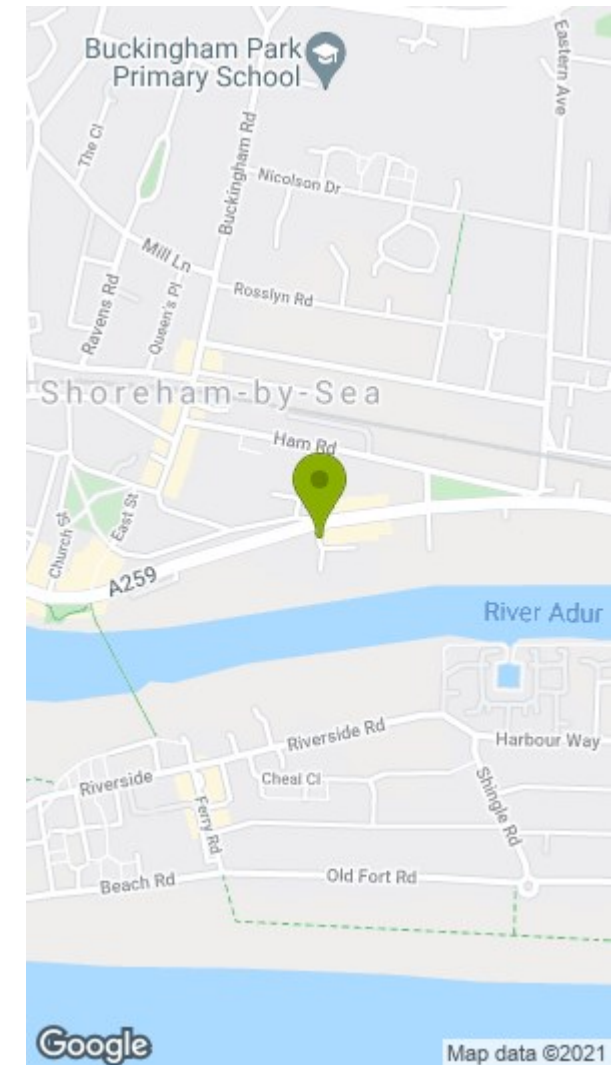 Buckingham Park
Primary School
Eastern Ave
The Cl
Buckingham Rd
Nicolson Dr
Mill Ln
Ravens Rd
Queen's Pl
Rosslyn Rd
Shoreham-by-Sea
Ham Rd
Church St
East St
A259
River Adur
Riverside Rd
Harbour Way
Riverside
Cheal Cl
Shingle Rd
Ferry Rd
Beach Rd
Old Fort Rd
Google
Map data ©2021